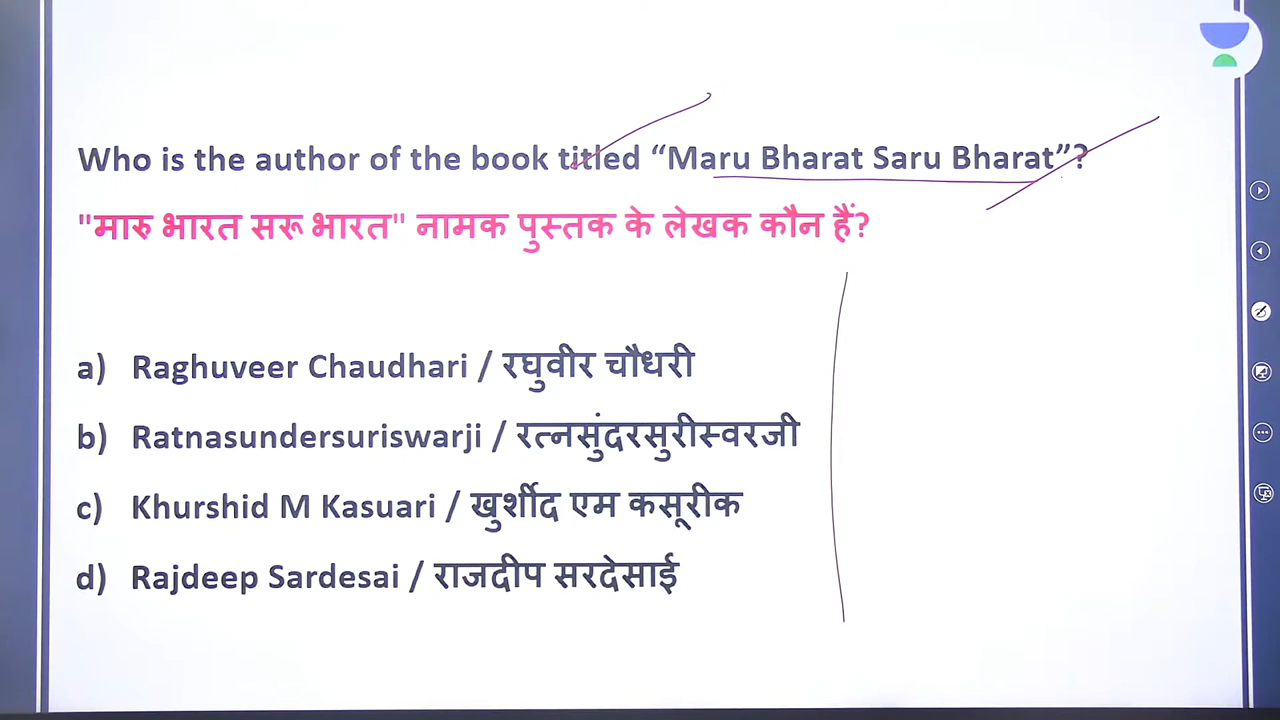 Who is the author of the book titled “Maru Bharat Saru Bharat”?
"मारु भारत सरू भारत" नामक पुस्तक के लेखक कौन हैं?
a) Raghuveer Chaudhari / रघुवीर चौधरी
b) Ratnasundersuriswarji / रत्नसुंदरसुरीस्वरजी
c) Khurshid M Kasuari / खुर्शीद एम कसूरीक
d) Rajdeep Sardesai / राजदीप सरदेसाई